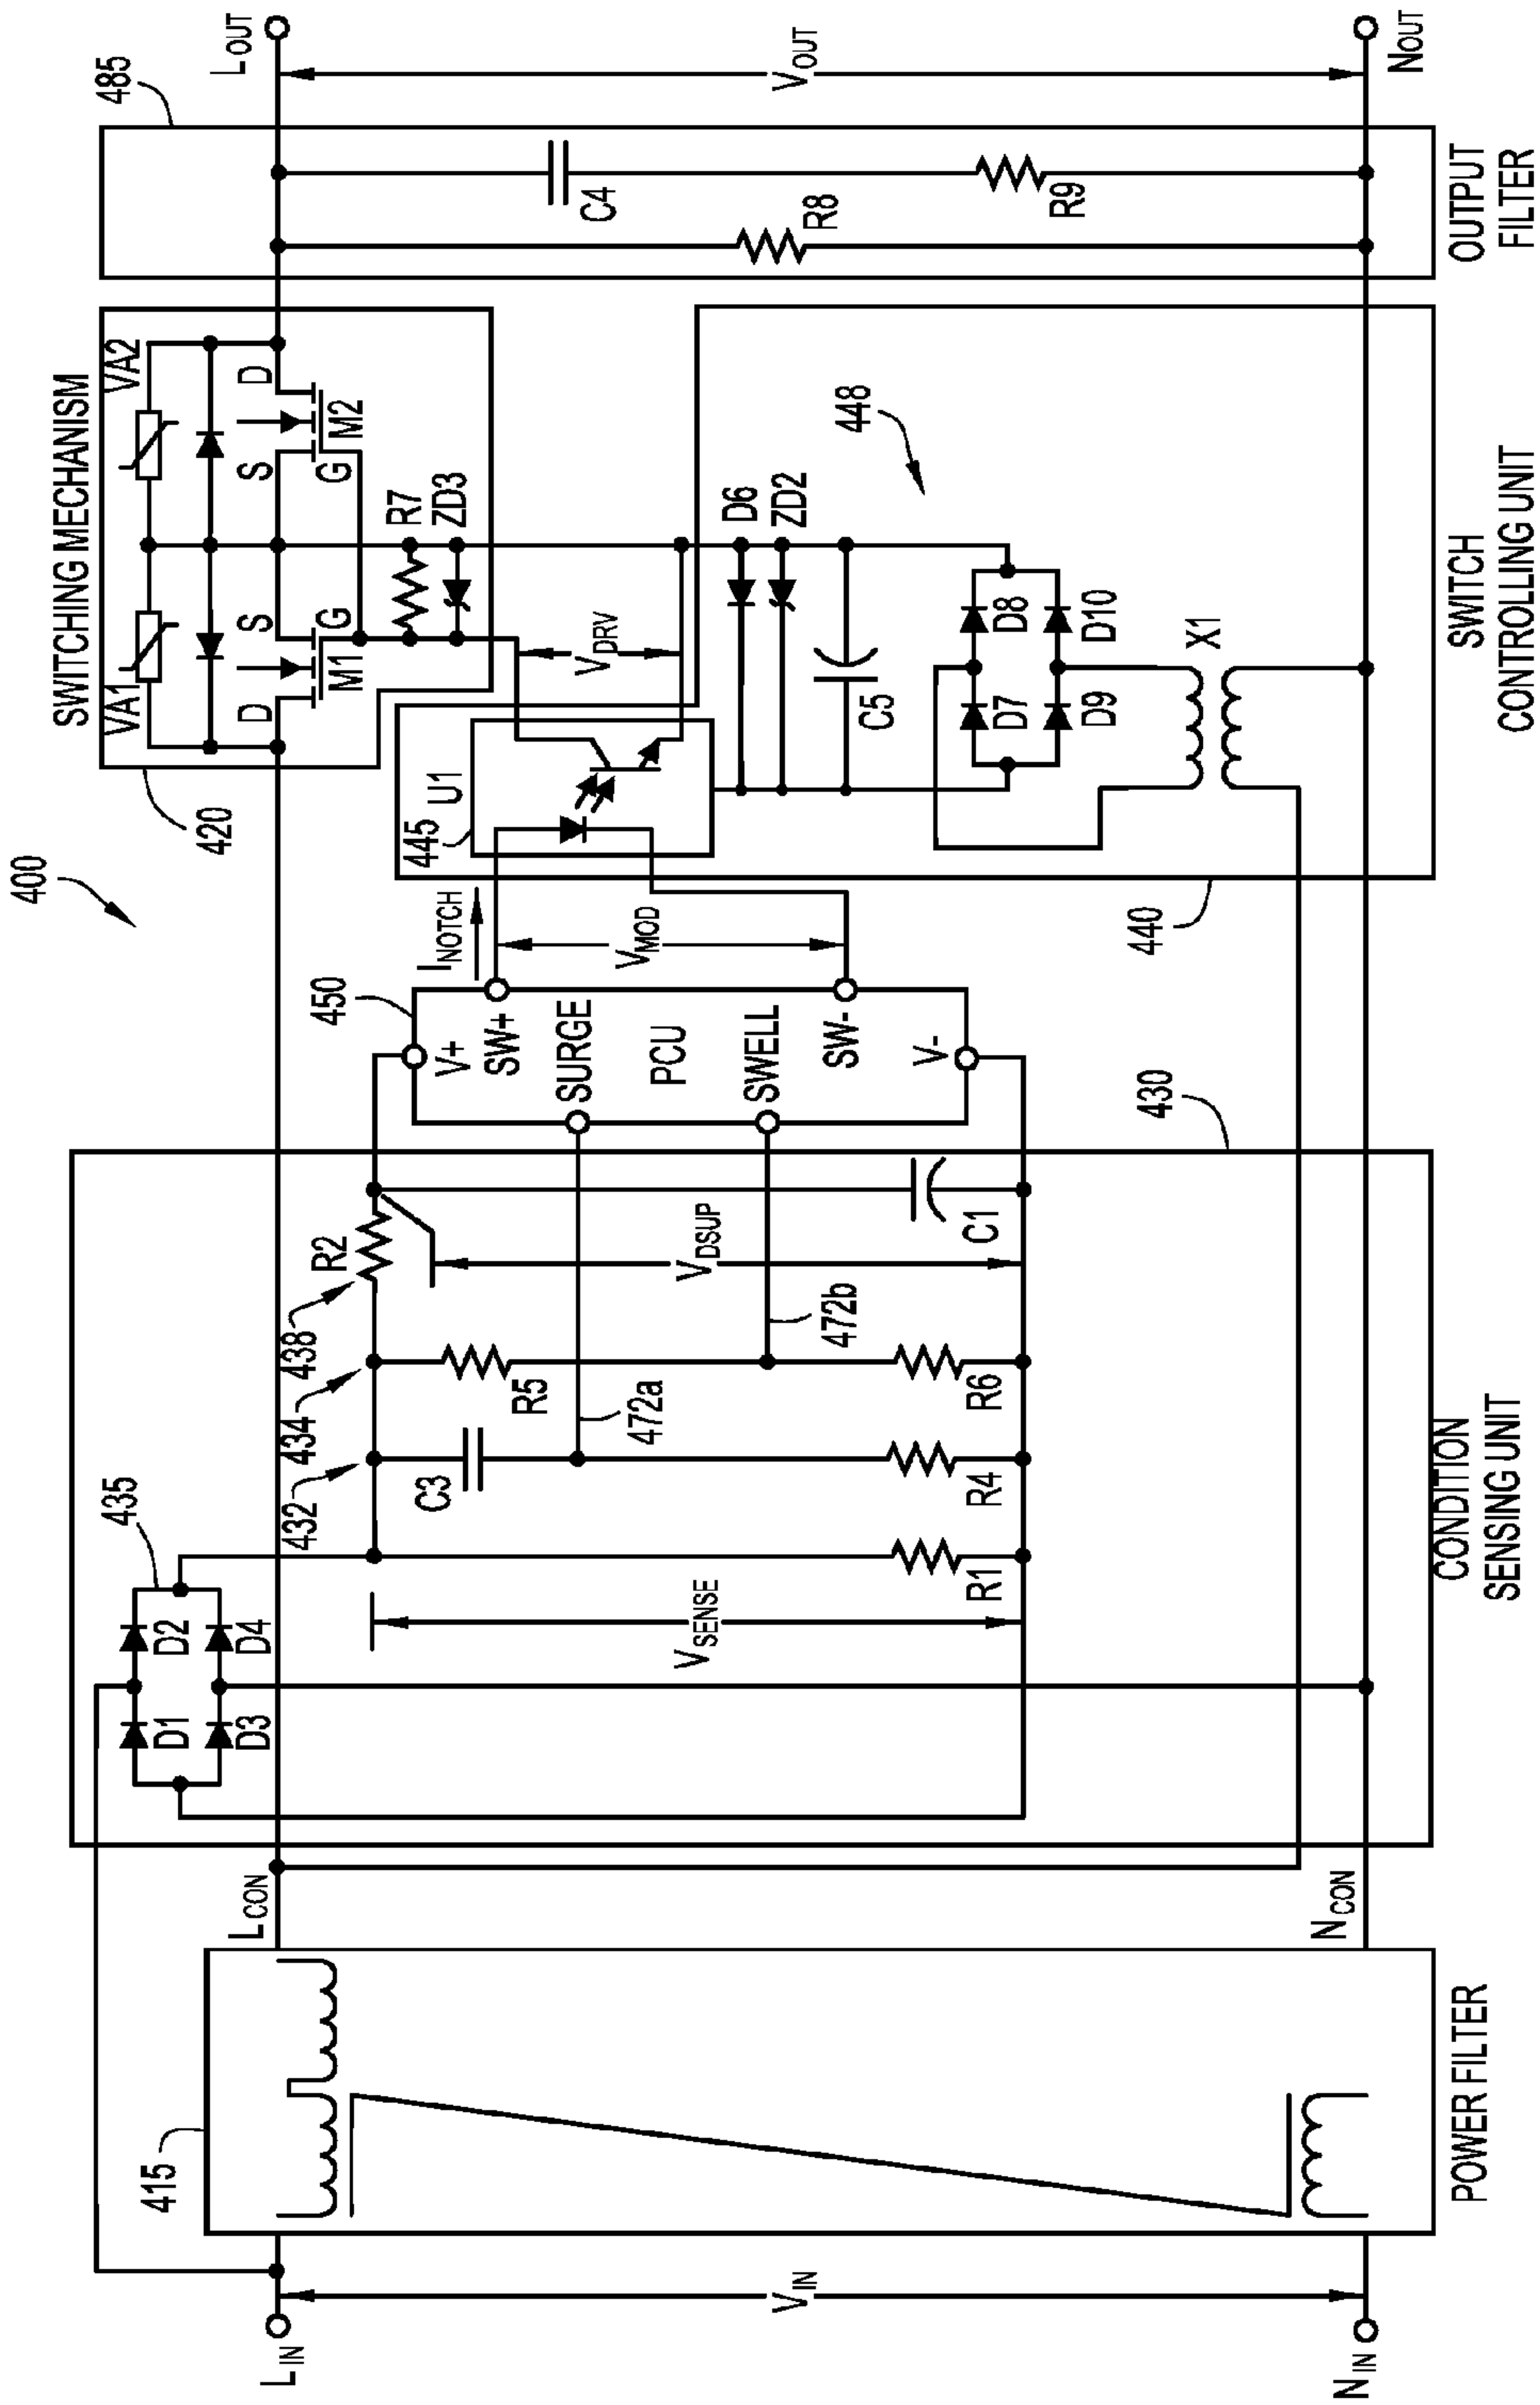 400
SWITCHING MECHANISM
VA1
VA2
D
S
S
D
M1
G
G
M2
R7
ZD3
420
485
LOUT
C4
R8
R9
VOUT
NOUT
OUTPUT
FILTER
445
U1
VDRV
D6
ZD2
C5
448
D7
D8
D9
D10
X1
440
SWITCH
CONTROLLING UNIT
INOTCH
VMOD
450
V+
SW+
SURGE
PCU
SWELL
SW-
V-
430
435
D1
D2
D3
D4
432
434
438
R2
C3
R5
472a
472b
VDSUP
C1
R1
R4
R6
VSENSE
CONDITION
SENSING UNIT
415
LCON
NCON
POWER FILTER
LIN
VIN
NIN